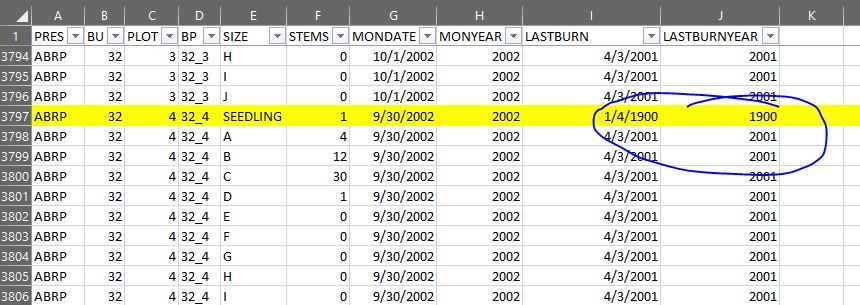 A B C D E F G H I J K
1 PRES BU PLOT BP SIZE STEMS MONDATE MONYEAR LASTBURN LASTBURNYEAR
3794 ABRP 32 3 32_3 H 0 10/1/2002 2002 4/3/2001 2001
3795 ABRP 32 3 32_3 I 0 10/1/2002 2002 4/3/2001 2001
3796 ABRP 32 3 32_3 J 0 10/1/2002 2002 4/3/2001 2001
3797 ABRP 32 4 32_4 SEEDLING 1 9/30/2002 2002 1/4/1900 1900
3798 ABRP 32 4 32_4 A 4 9/30/2002 2002 4/3/2001 2001
3799 ABRP 32 4 32_4 B 12 9/30/2002 2002 4/3/2001 2001
3800 ABRP 32 4 32_4 C 30 9/30/2002 2002 4/3/2001 2001
3801 ABRP 32 4 32_4 D 1 9/30/2002 2002 4/3/2001 2001
3802 ABRP 32 4 32_4 E 0 9/30/2002 2002 4/3/2001 2001
3803 ABRP 32 4 32_4 F 0 9/30/2002 2002 4/3/2001 2001
3804 ABRP 32 4 32_4 G 0 9/30/2002 2002 4/3/2001 2001
3805 ABRP 32 4 32_4 H 0 9/30/2002 2002 4/3/2001 2001
3806 ABRP 32 4 32_4 I 0 9/30/2002 2002 4/3/2001 2001